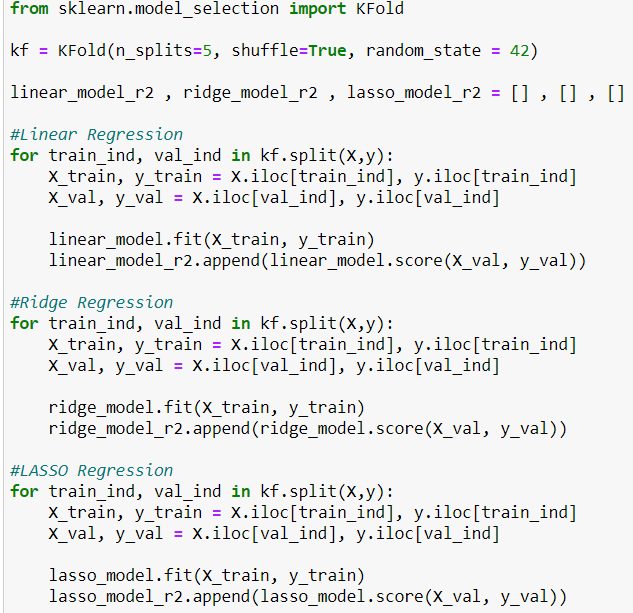 from sklearn.model_selection import KFold
kf = KFold(n_splits=5, shuffle=True, random_state = 42)
linear_model_r2 , ridge_model_r2 , lasso_model_r2 = [] , [] , []
#Linear Regression
for train_ind, val_ind in kf.split(X,y):
    X_train, y_train = X.iloc[train_ind], y.iloc[train_ind]
    X_val, y_val = X.iloc[val_ind], y.iloc[val_ind]
    linear_model.fit(X_train, y_train)
    linear_model_r2.append(linear_model.score(X_val, y_val))
#Ridge Regression
for train_ind, val_ind in kf.split(X,y):
    X_train, y_train = X.iloc[train_ind], y.iloc[train_ind]
    X_val, y_val = X.iloc[val_ind], y.iloc[val_ind]
    ridge_model.fit(X_train, y_train)
    ridge_model_r2.append(ridge_model.score(X_val, y_val))
#LASSO Regression
for train_ind, val_ind in kf.split(X,y):
    X_train, y_train = X.iloc[train_ind], y.iloc[train_ind]
    X_val, y_val = X.iloc[val_ind], y.iloc[val_ind]
    lasso_model.fit(X_train, y_train)
    lasso_model_r2.append(lasso_model.score(X_val, y_val))